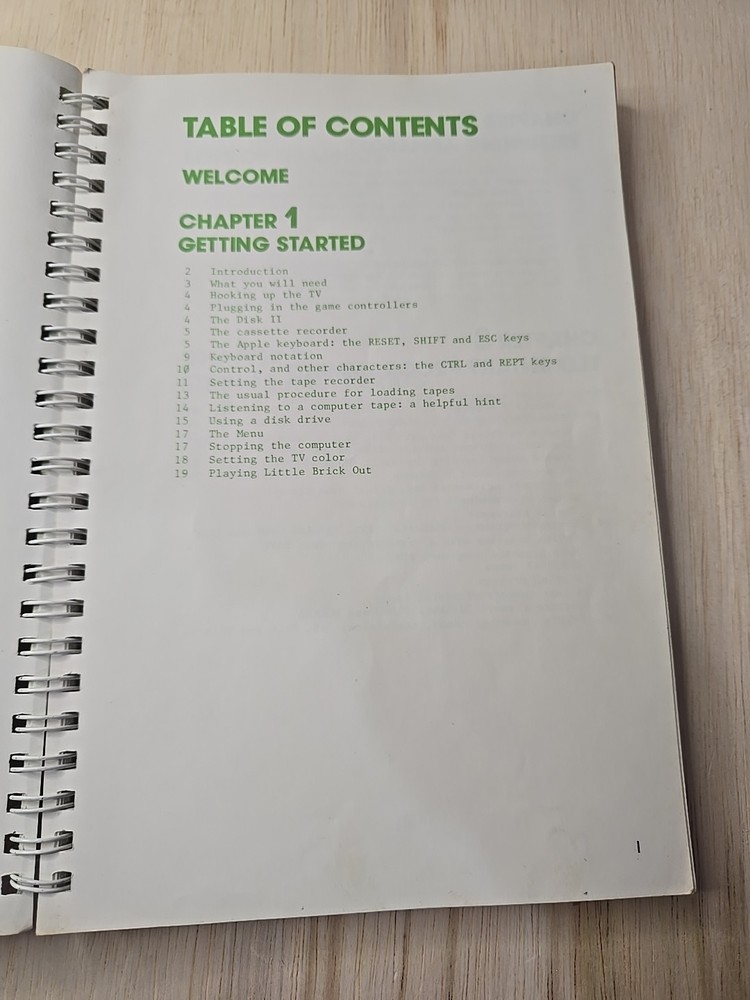 TABLE OF CONTENTS
WELCOME
CHAPTER 1
GETTING STARTED
2 Introduction
3 What you will need
4 Hooking up the TV
4 Plugging in the game controllers
4 The Disk II
5 The cassette recorder
5 The Apple keyboard: the RESET, SHIFT and ESC keys
9 Keyboard notation
10 Control, and other characters: the CTRL and REPT keys
11 Setting the tape recorder
13 The usual procedure for loading tapes
14 Listening to a computer tape: a helpful hint
15 Using a disk drive
17 The Menu
17 Stopping the computer
18 Setting the TV color
19 Playing Little Brick Out
I